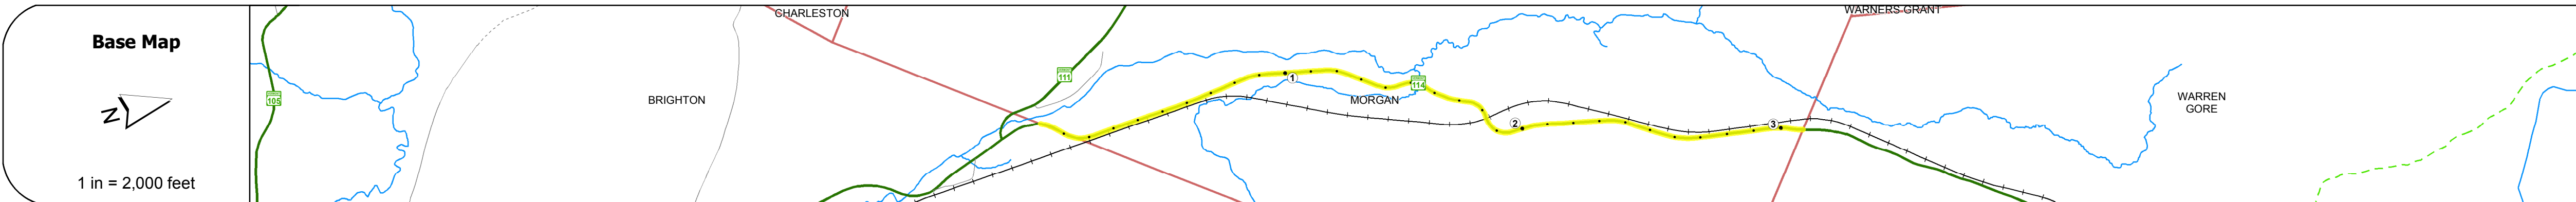 Base Map
N
1 in = 2,000 feet
105
BRIGHTON
CHARLESTON
111
1
MORGAN
114
2
3
WARNERS GRANT
WARREN
GORE